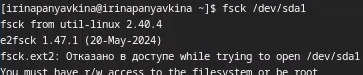 [irinapanyavkina@irinapanyavkina ~]$ fsck /dev/sda1
fsck from util-linux 2.40.4
e2fsck 1.47.1 (20-May-2024)
fsck.ext2: Отказано в доступе while trying to open /dev/sda1
You must have r/w access to the filesystem or be root